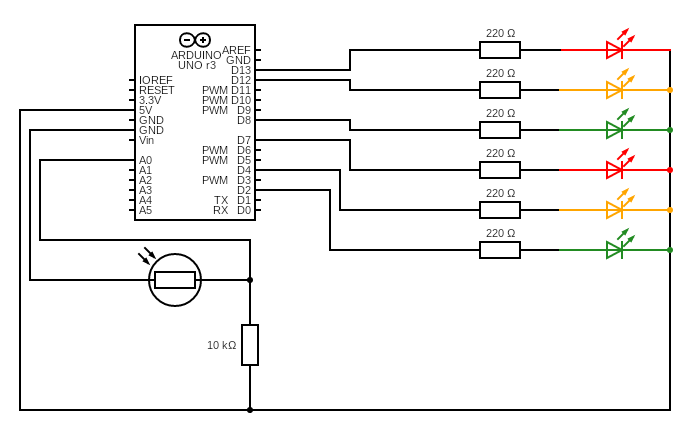 220 Ω
AREF
ARDUINO
GND
UNO r3
D13
IOREF
D12
RESET
PWM D11
220 Ω
3.3V
PWM D10
5V
PWM D9
GND
D8
220 Ω
GND
Vin
D7
PWM D6
220 Ω
A0
PWM D5
A1
D4
A2
PWM D3
A3
D2
220 Ω
A4
TX D1
A5
RX D0
220 Ω
10 kΩ